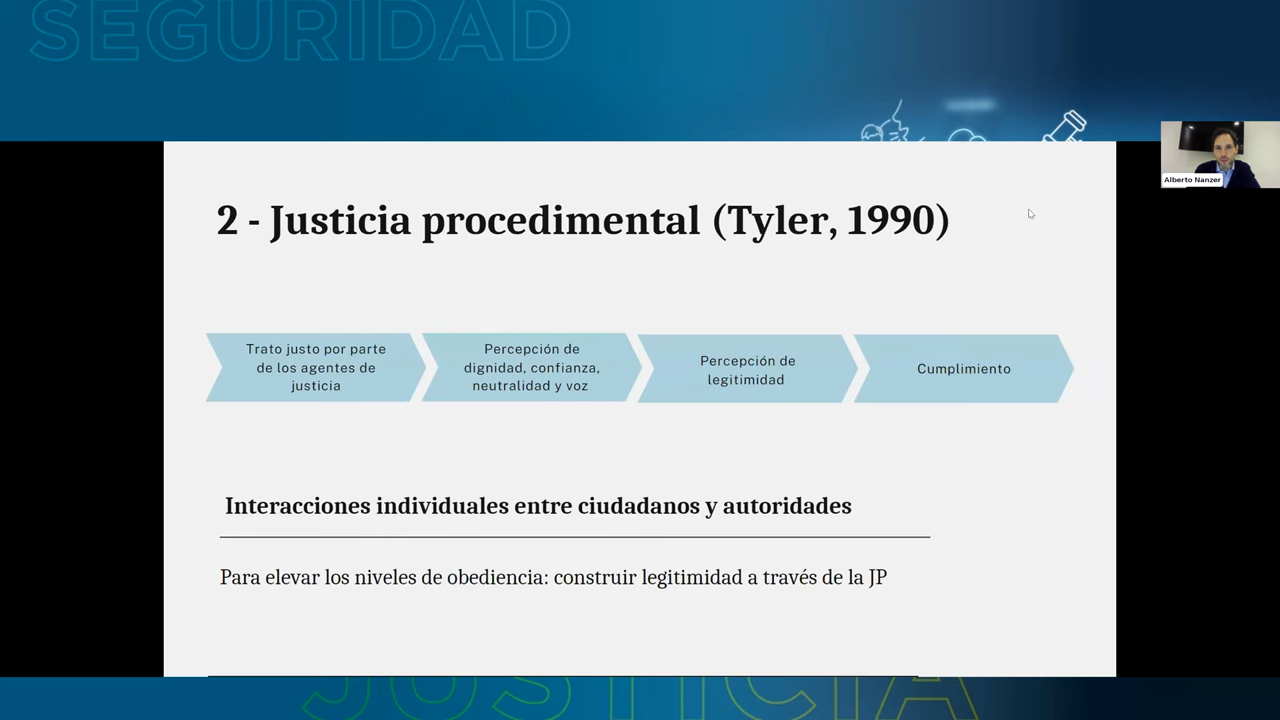 SEGURIDAD
Alberto Nanzer
2 - Justicia procedimental (Tyler, 1990)
Trato justo por parte
de los agentes de
justicia
Percepción de
dignidad, confianza,
neutralidad y voz
Percepción de
legitimidad
Cumplimiento
Interacciones individuales entre ciudadanos y autoridades
Para elevar los niveles de obediencia: construir legitimidad a través de la JP
JUSTICIA